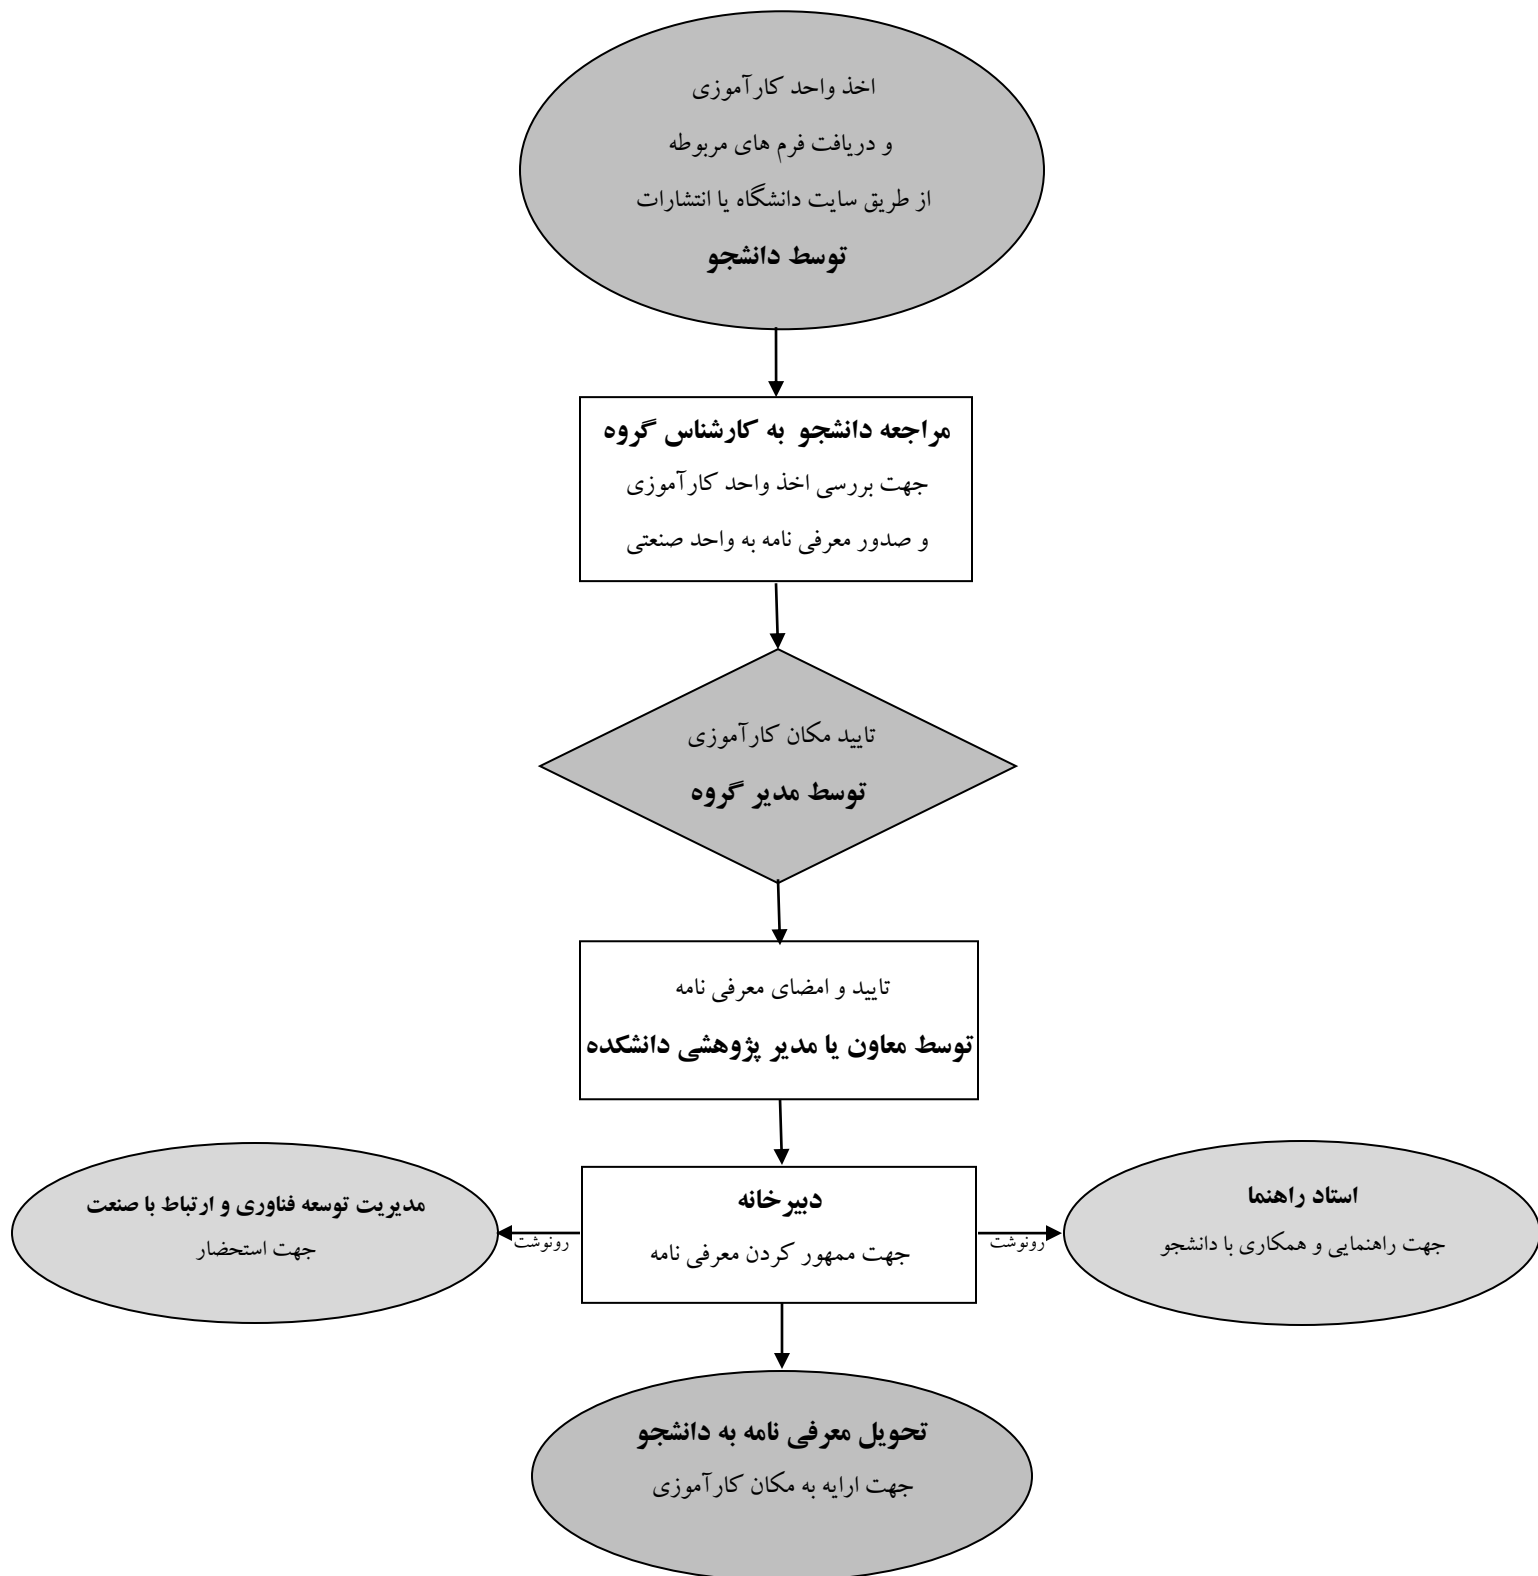 اخذ واحد کارآموزی
و دریافت فرم های مربوطه
از طریق سایت دانشگاه یا انتشارات
توسط دانشجو
مراجعه دانشجو به کارشناس گروه
جهت بررسی اخذ واحد کارآموزی
و صدور معرفی نامه به واحد صنعتی
تایید مکان کارآموزی
توسط مدیر گروه
تایید و امضای معرفی نامه
توسط معاون یا مدیر پژوهشی دانشکده
استاد راهنما
جهت راهنمایی و همکاری با دانشجو
رونوشت
دبیرخانه
جهت ممهور کردن معرفی نامه
رونوشت
مدیریت توسعه فناوری و ارتباط با صنعت
جهت استحضار
تحویل معرفی نامه به دانشجو
جهت ارایه به مکان کارآموزی